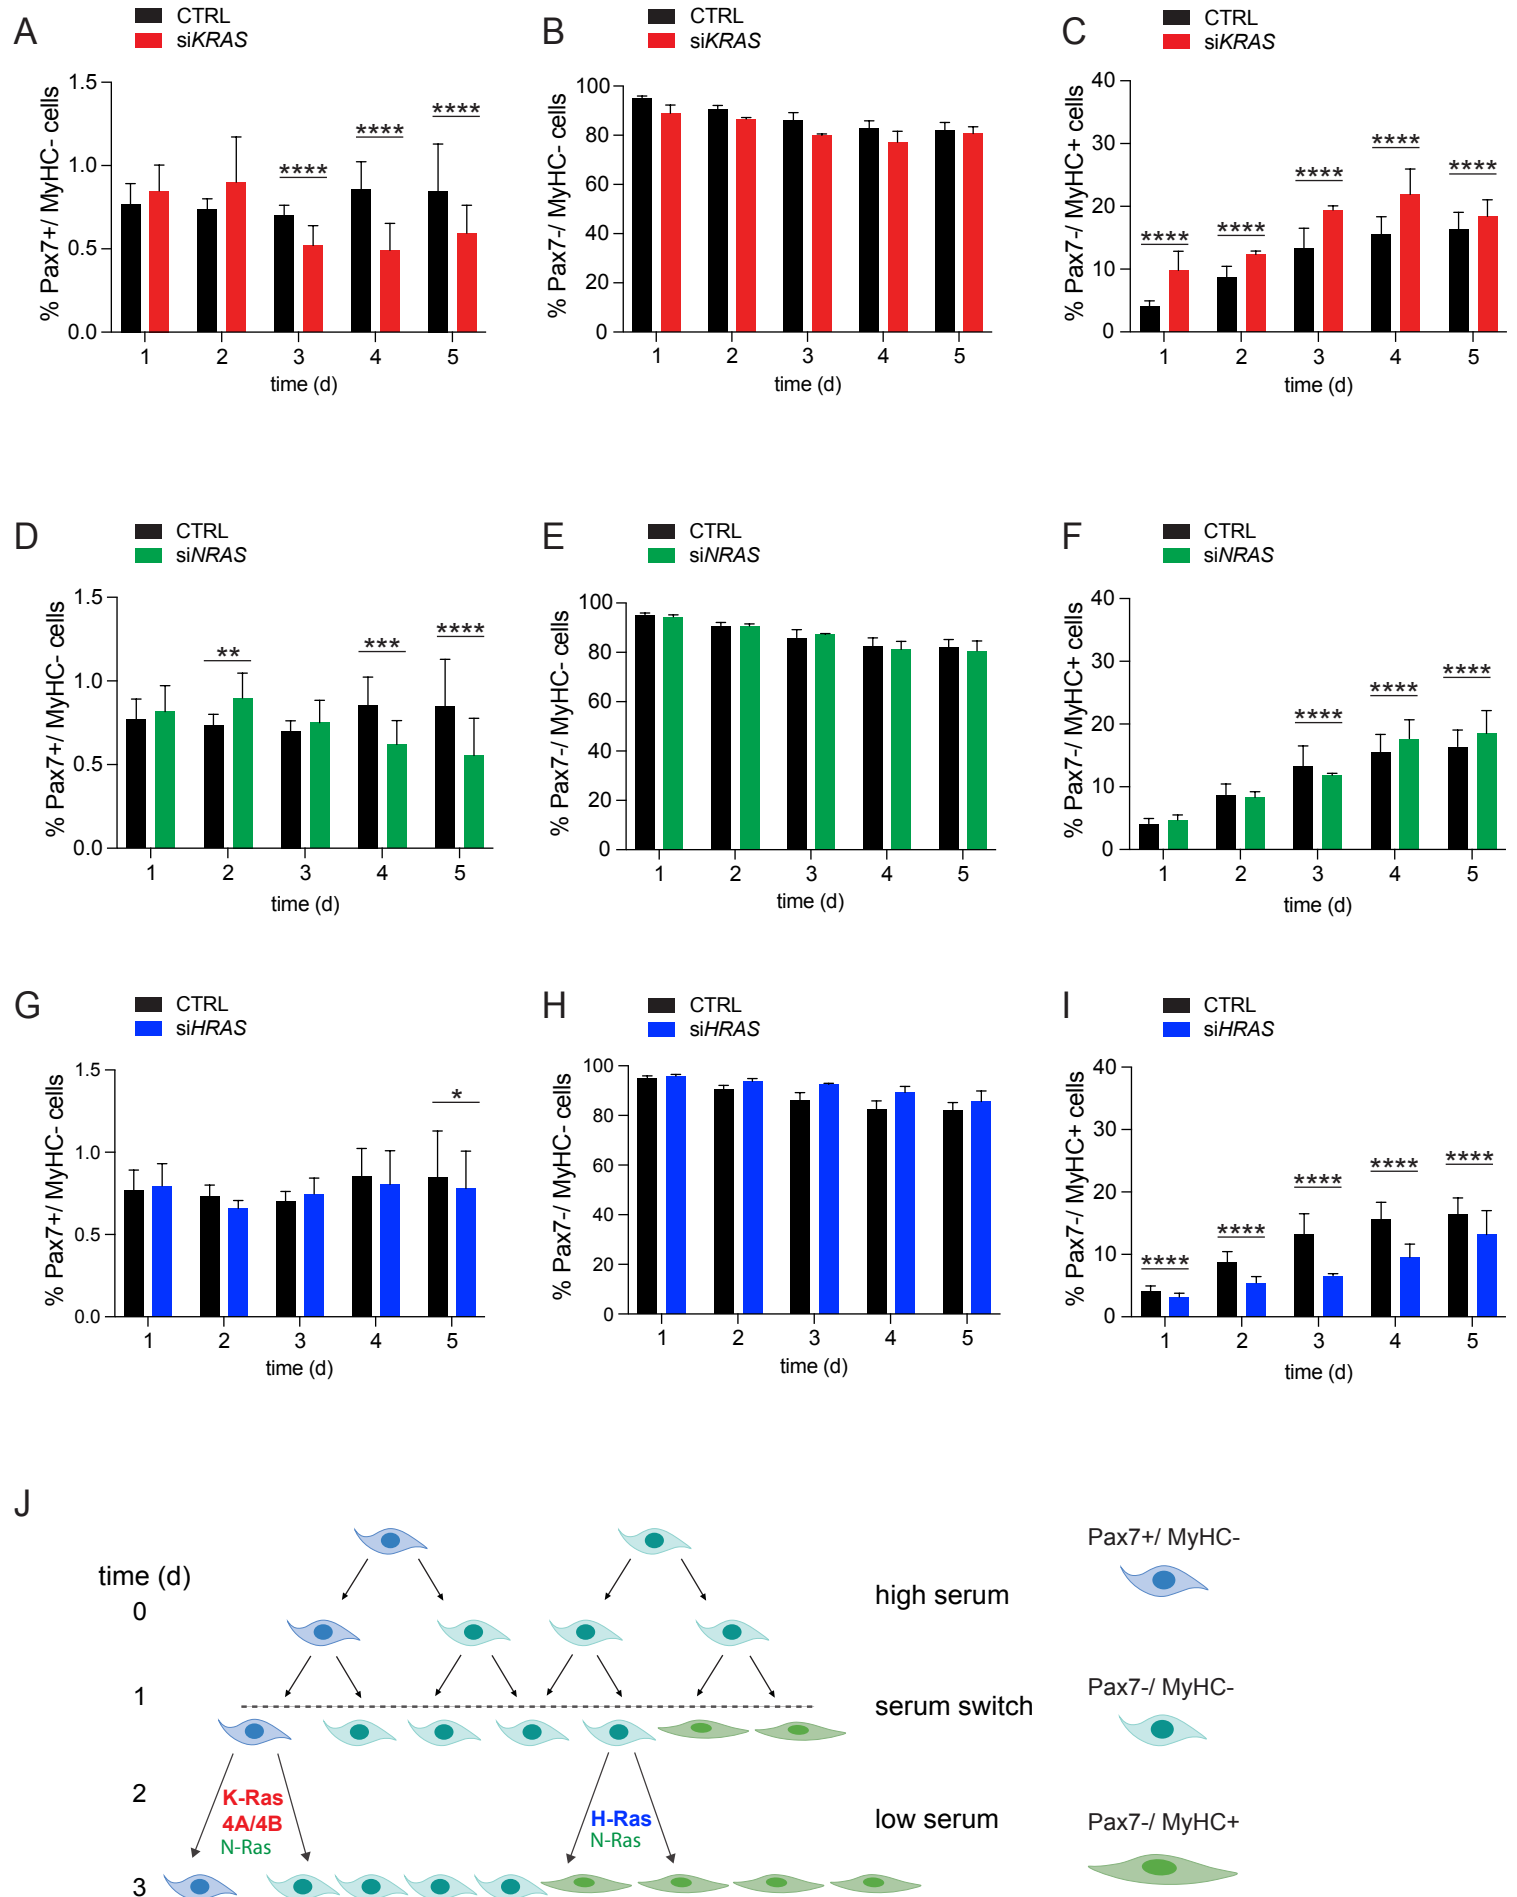 A
CTRL
siKRAS
% Pax7+/ MyHC- cells
1.5
1.0
0.5
0.0
****
****
****
1 2 3 4 5
time (d)
B
CTRL
siKRAS
% Pax7-/ MyHC- cells
100
80
60
40
20
0
1 2 3 4 5
time (d)
C
CTRL
siKRAS
% Pax7-/ MyHC+ cells
40
30
20
10
0
****
****
****
****
****
1 2 3 4 5
time (d)
D
CTRL
siNRAS
% Pax7+/ MyHC- cells
1.5
1.0
0.5
0.0
**
***
****
1 2 3 4 5
time (d)
E
CTRL
siNRAS
% Pax7-/ MyHC- cells
100
80
60
40
20
0
1 2 3 4 5
time (d)
F
CTRL
siNRAS
% Pax7-/ MyHC+ cells
40
30
20
10
0
****
****
****
1 2 3 4 5
time (d)
G
CTRL
siHRAS
% Pax7+/ MyHC- cells
1.5
1.0
0.5
0.0
*
1 2 3 4 5
time (d)
H
CTRL
siHRAS
% Pax7-/ MyHC- cells
100
80
60
40
20
0
1 2 3 4 5
time (d)
I
CTRL
siHRAS
% Pax7-/ MyHC+ cells
40
30
20
10
0
****
****
****
****
****
1 2 3 4 5
time (d)
J
time (d)
0
1
2
3
high serum
serum switch
low serum
K-Ras
4A/4B
N-Ras
H-Ras
N-Ras
Pax7+/ MyHC-
Pax7-/ MyHC-
Pax7-/ MyHC+